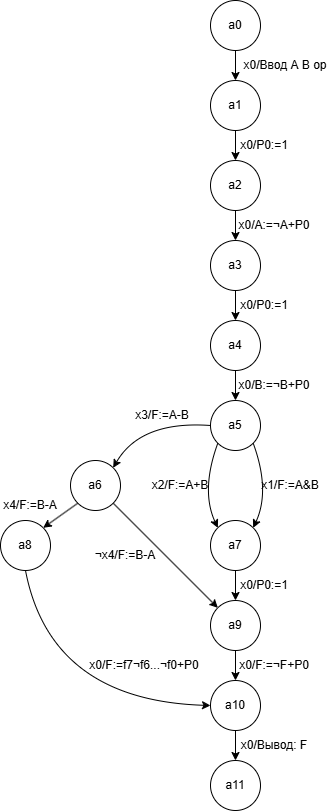 a0
x0/Ввод A B op
a1
x0/P0:=1
a2
x0/A:=¬A+P0
a3
x0/P0:=1
a4
x0/B:=¬B+P0
a5
x3/F:=A-B
a6
x2/F:=A+B
x1/F:=A&B
x4/F:=B-A
a8
¬x4/F:=B-A
a7
x0/P0:=1
a9
x0/F:=f7¬f6...¬f0+P0
x0/F:=¬F+P0
a10
x0/Вывод: F
a11